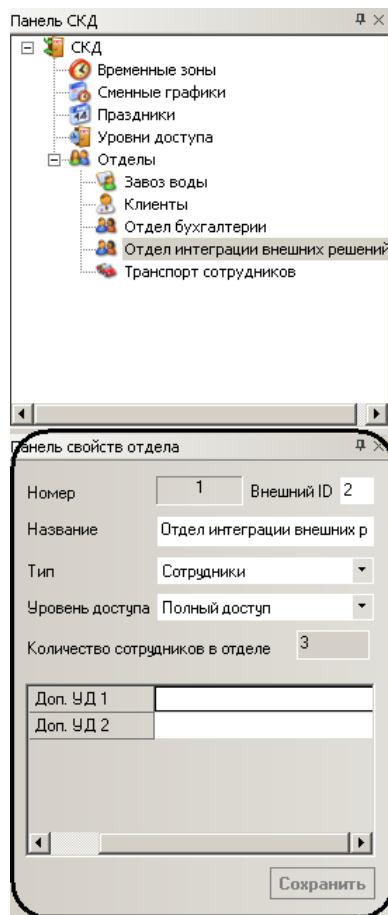 Панель СКД
СКД
Временные зоны
Сменные графики
Праздники
Уровни доступа
Отделы
Завоз воды
Клиенты
Отдел бухгалтерии
Отдел интеграции внешних решений
Транспорт сотрудников
Панель свойств отдела
Номер 1 Внешний ID 2
Название Отдел интеграции внешних р
Тип Сотрудники
Уровень доступа Полный доступ
Количество сотрудников в отделе 3
Доп. УД 1
Доп. УД 2
Сохранить